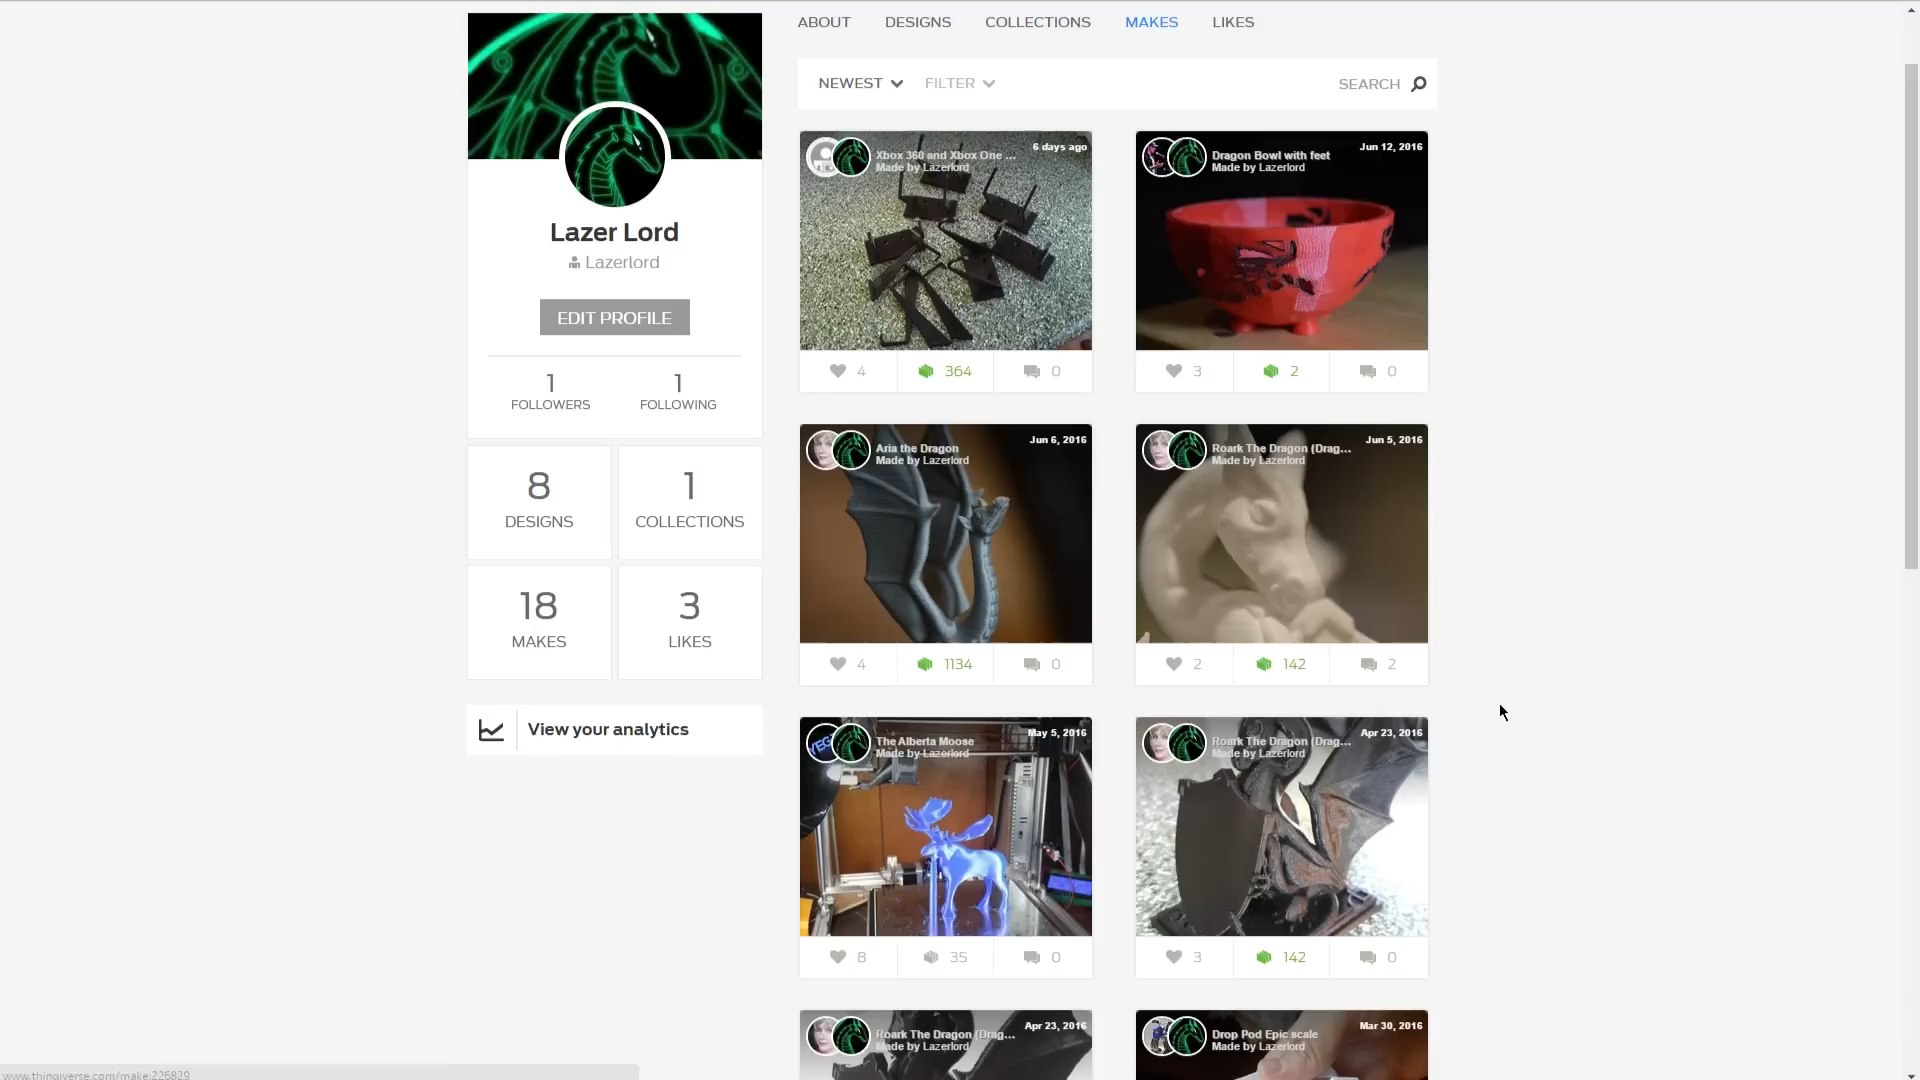 ABOUT DESIGNS COLLECTIONS MAKES LIKES
NEWEST FILTER SEARCH
Lazer Lord
Lazerlord
EDIT PROFILE
1 1
FOLLOWERS FOLLOWING
8 1
DESIGNS COLLECTIONS
18 3
MAKES LIKES
View your analytics
6 days ago
Xbox 360 and Xbox One ...
Made by Lazerlord
4 364 0
Jun 12, 2016
Dragon Bowl with feet
Made by Lazerlord
3 2 0
Jun 6, 2016
Aria the Dragon
Made by Lazerlord
4 1134 0
Jun 5, 2016
Roark The Dragon (Drag...
Made by Lazerlord
2 142 2
May 5, 2016
YEG
The Alberta Moose
Made by Lazerlord
8 35 0
Apr 23, 2016
Roark The Dragon (Drag...
Made by Lazerlord
3 142 0
Apr 23, 2016
Roark The Dragon (Drag...
Made by Lazerlord
Mar 30, 2016
Drop Pod Epic scale
Made by Lazerlord
www.thingiverse.com/make:226829